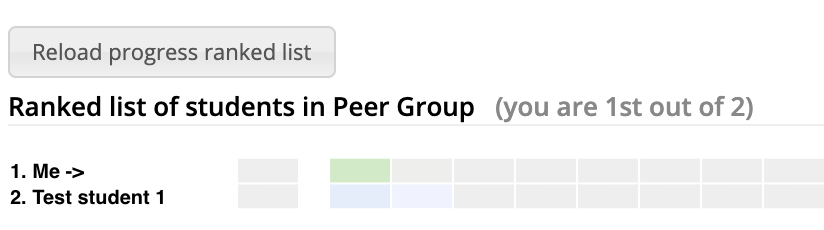 Reload progress ranked list
Ranked list of students in Peer Group (you are 1st out of 2)
1. Me ->
2. Test student 1